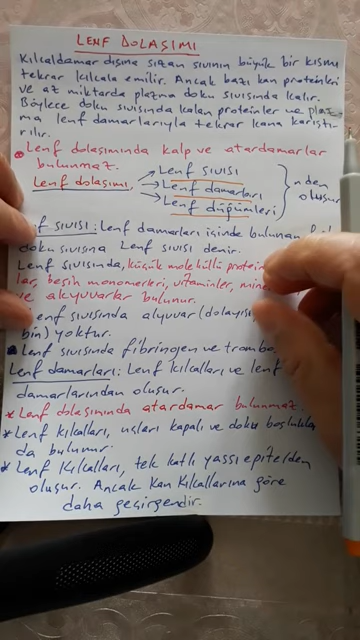 LENF DOLAŞIMI
Kılcaldamar dışına sızan sıvının büyük bir kısmı
tekrar kılcala emilir. Ancak bazı kan proteinleri
ve az miktarda plazma doku sıvısında kalır.
Böylece doku sıvısında kalan proteinler ve plaz-
ma lenf damarlarıyla tekrar kana karıştı-
rılır.
• Lenf dolaşımında kalp ve atardamarlar
bulunmaz.
Lenf dolaşımı → Lenf sıvısı
→ Lenf damarları
→ Lenf düğümleri
} nden oluşur
sıvısı: Lenf damarları içinde bulunan
doku sıvısına Lenf sıvısı denir.
Lenf sıvısında, küçük moleküllü
lar, besin monomerleri, vitaminler,
ve akyuvarlar bulunur.
Lenf sıvısında alyuvar
bin) yoktur.
• Lenf sıvısında fibrinojen ve
Lenf damarları: Lenf kılcalları ve lenf
damarlarından oluşur.
* Lenf dolaşımında atardamar bulunmaz.
* Lenf kılcalları, uçları kapalı ve doku
da bulunur.
* Lenf Kılcalları, tek katlı yassı epitelden
oluşur. Ancak Kan Kılcallarına göre
daha geçirgendir.